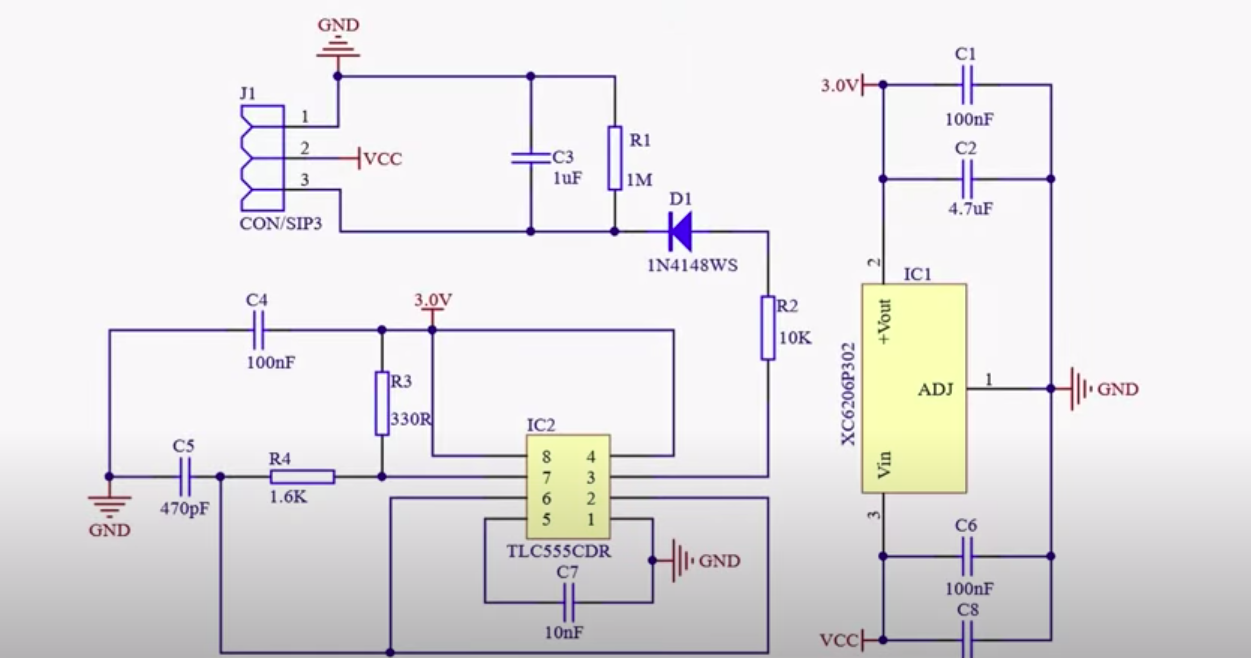 GND
J1
1
2
VCC
3
CON/SIP3
C3
1uF
R1
1M
D1
1N4148WS
R2
10K
C4
100nF
3.0V
R3
330R
C5
470pF
GND
R4
1.6K
IC2
8 4
7 3
6 2
5 1
TLC555CDR
GND
C7
10nF
3.0V
C1
100nF
C2
4.7uF
2
IC1
+Vout
XC6206P302
ADJ
1
GND
Vin
3
C6
100nF
C8
VCC